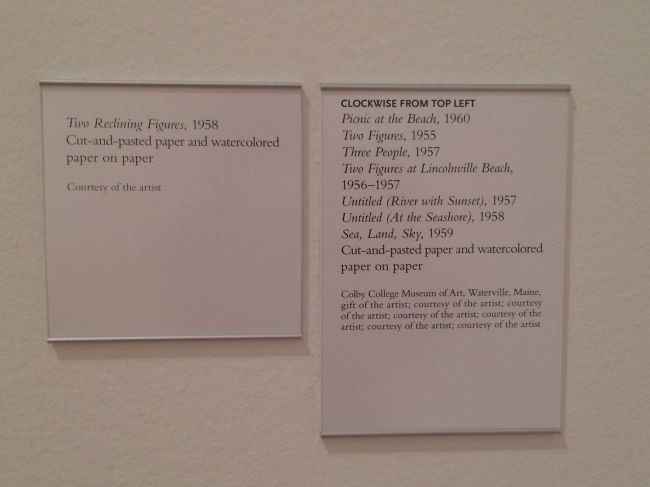 Two Reclining Figures, 1958
Cut-and-pasted paper and watercolored
paper on paper
Courtesy of the artist
CLOCKWISE FROM TOP LEFT
Picnic at the Beach, 1960
Two Figures, 1955
Three People, 1957
Two Figures at Lincolnville Beach,
1956–1957
Untitled (River with Sunset), 1957
Untitled (At the Seashore), 1958
Sea, Land, Sky, 1959
Cut-and-pasted paper and watercolored
paper on paper
Colby College Museum of Art, Waterville, Maine,
gift of the artist; courtesy of the artist; courtesy
of the artist; courtesy of the artist; courtesy of the
artist; courtesy of the artist; courtesy of the artist